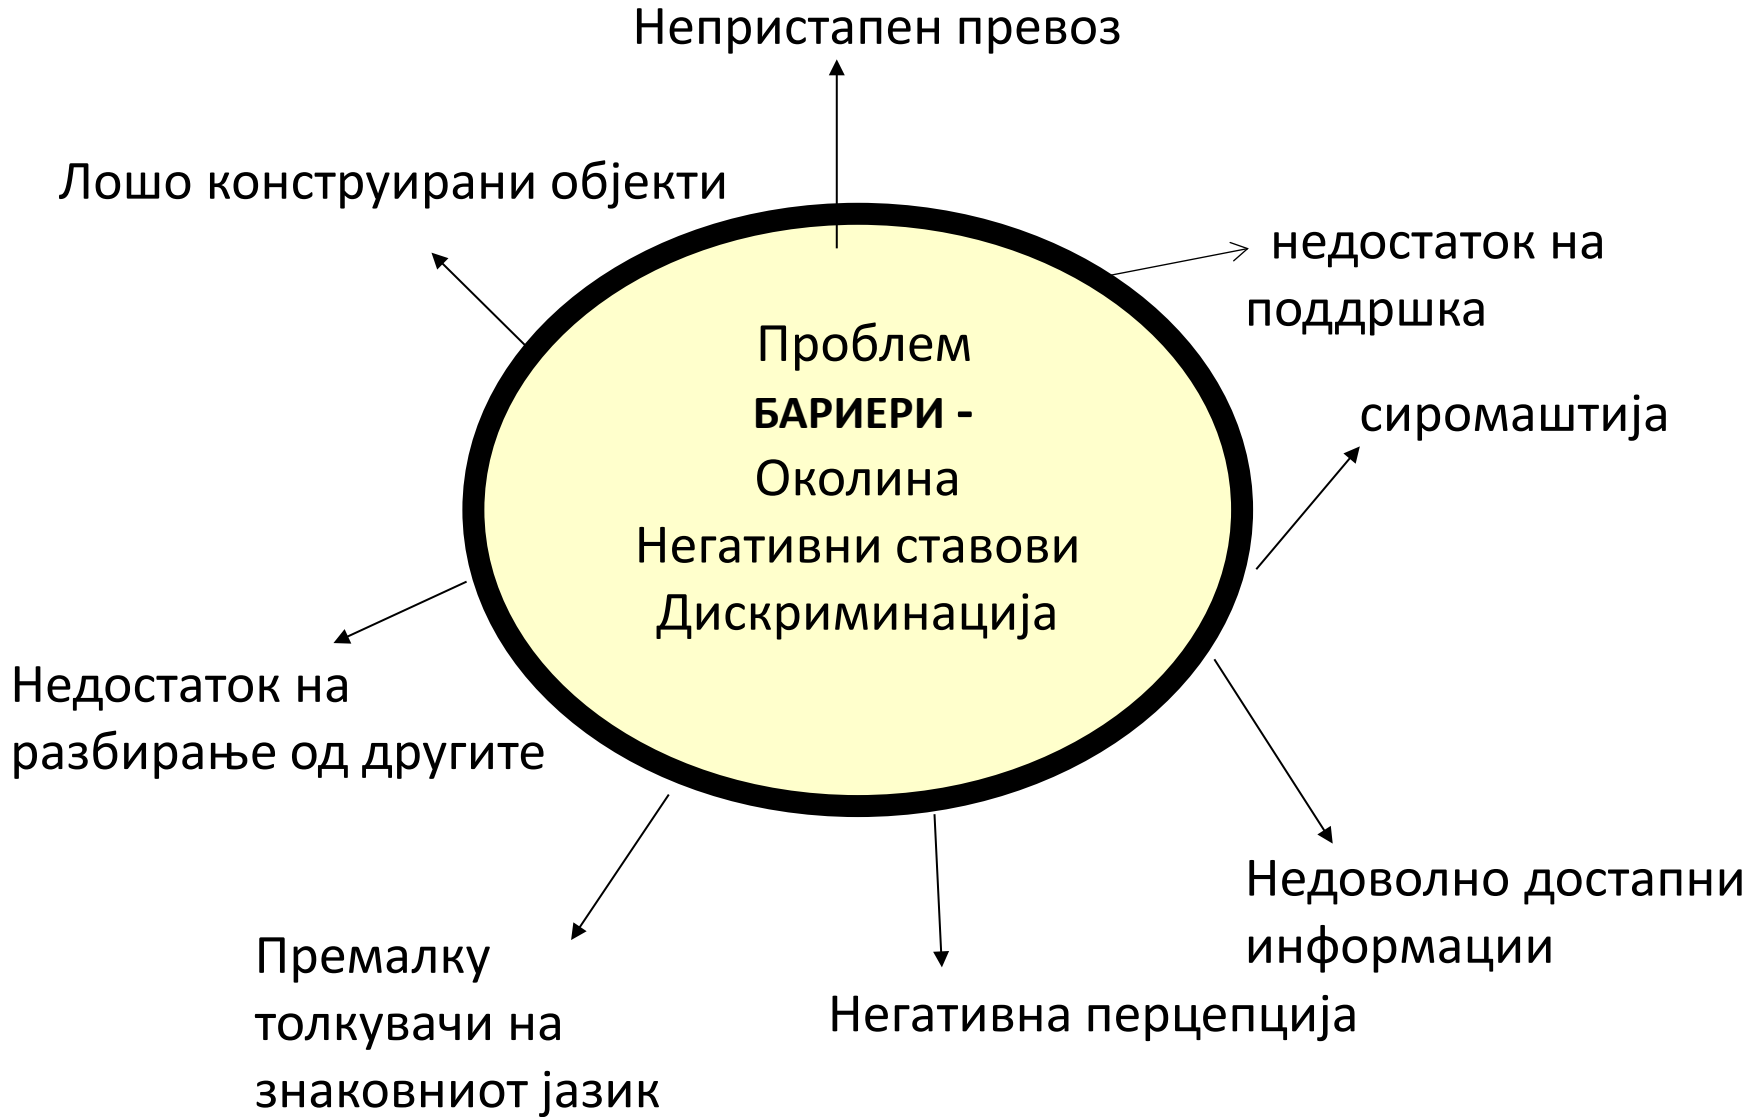 Непристапен превоз
Лошо конструирани објекти
недостаток на
поддршка
Проблем
БАРИЕРИ -
Околина
Негативни ставови
Дискриминација
сиромаштија
Недостаток на
разбирање од другите
Недоволно достапни
информации
Премалку
толкувачи на
знаковниот јазик
Негативна перцепција